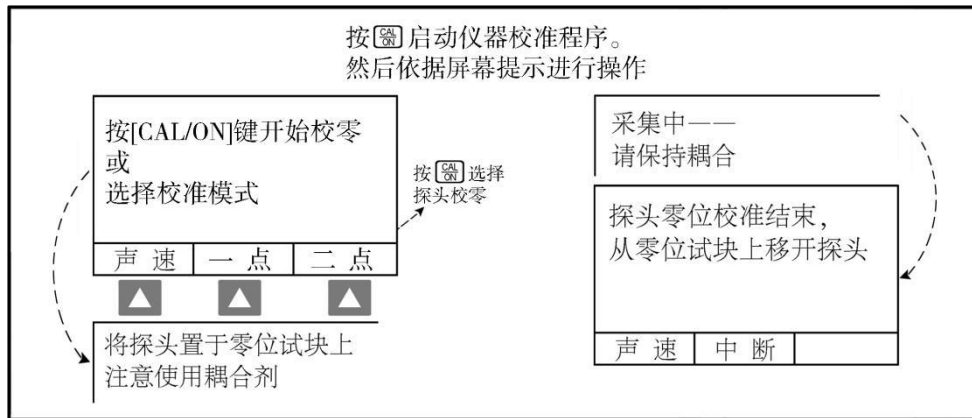 按CAL ON启动仪器校准程序。
然后依据屏幕提示进行操作
按[CAL/ON]键开始校零
或
选择校准模式
声 速 一 点 二 点
按CAL ON选择
探头校零
将探头置于零位试块上
注意使用耦合剂
采集中——
请保持耦合
探头零位校准结束，
从零位试块上移开探头
声 速 中 断